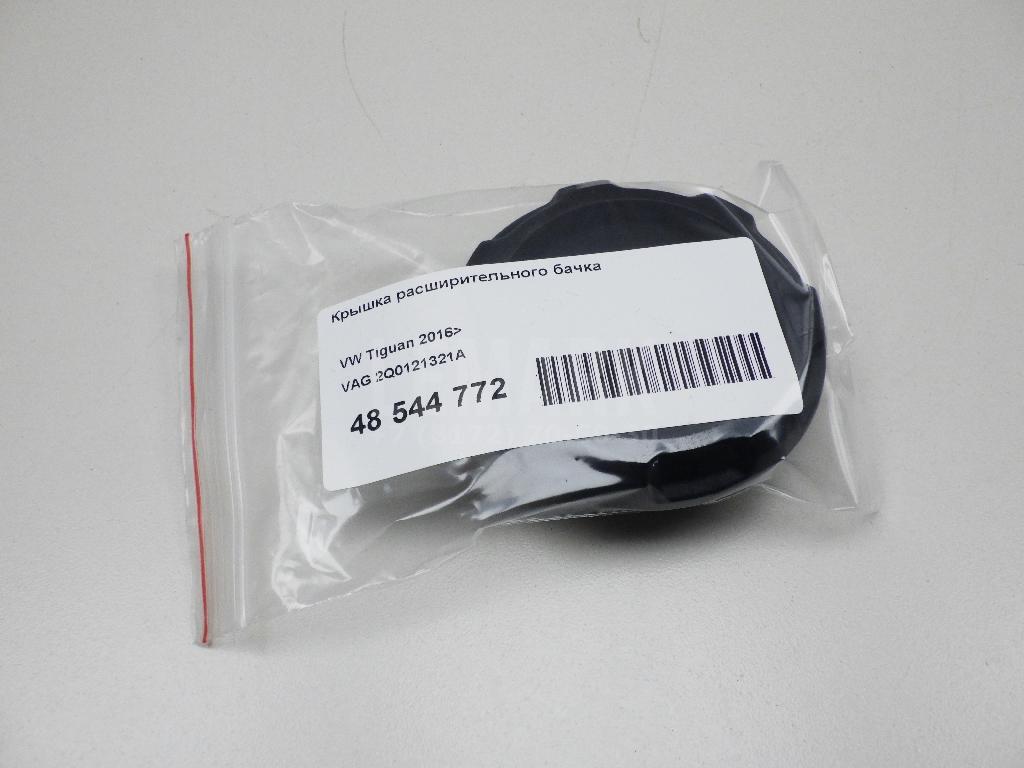 Крышка расширительного бачка
VW Tiguan 2016>
VAG 2Q0121321A
48 544 772